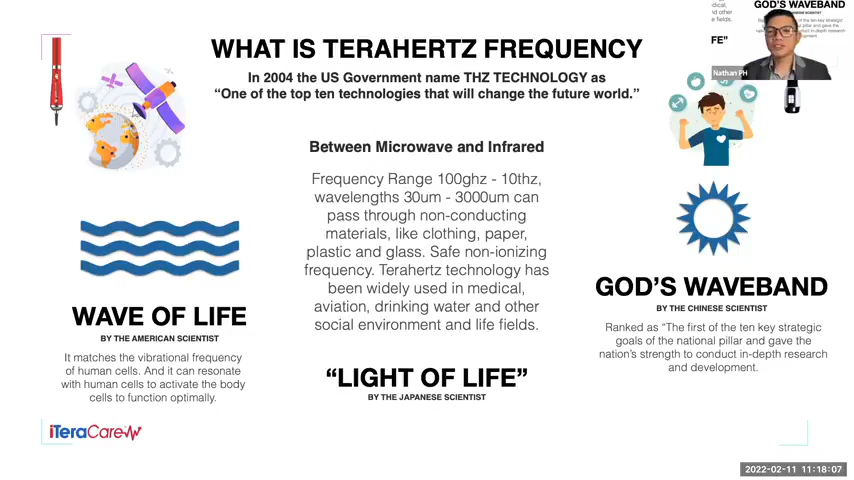 WHAT IS TERAHERTZ FREQUENCY
In 2004 the US Government name THZ TECHNOLOGY as
“One of the top ten technologies that will change the future world.”
Between Microwave and Infrared
Frequency Range 100ghz - 10thz,
wavelengths 30um - 3000um can
pass through non-conducting
materials, like clothing, paper,
plastic and glass. Safe non-ionizing
frequency. Terahertz technology has
been widely used in medical,
aviation, drinking water and other
social environment and life fields.
“LIGHT OF LIFE”
BY THE JAPANESE SCIENTIST
WAVE OF LIFE
BY THE AMERICAN SCIENTIST
It matches the vibrational frequency
of human cells. And it can resonate
with human cells to activate the body
cells to function optimally.
iTeraCare
GOD’S WAVEBAND
BY THE CHINESE SCIENTIST
Ranked as “The first of the ten key strategic
goals of the national pillar and gave the
nation’s strength to conduct in-depth research
and development.
GOD’S WAVEBAND
Nathan PH
2022-02-11 11:18:07